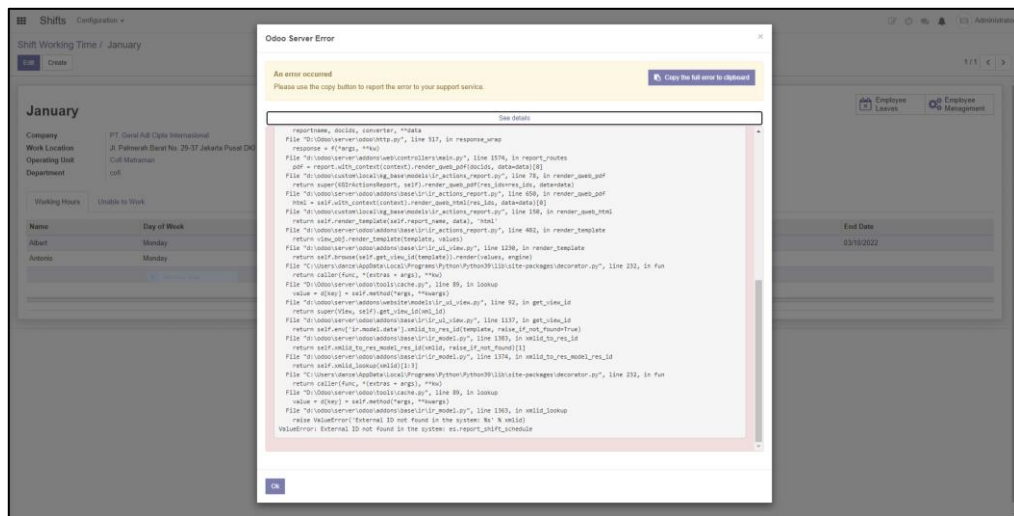 Shifts Configuration
Administrator
Shift Working Time / January
Edit Create
1 / 1
January
Employee Leaves
Employee Management
Company PT. Gerai Adi Cipta Internasional
Work Location Jl. Palmerah Barat No. 29-37 Jakarta Pusat DKI
Operating Unit Matraman
Department
Working Hours Unable to Work
Name Day of Week End Date
Albert Monday 03/10/2022
Antonio Monday
Odoo Server Error
An error occurred
Please use the copy button to report the error to your support service.
Copy the full error to clipboard
See details
reportname, docids, converter, **data
File "D:\Odoo\server\odoo\http.py", line 517, in response_wrap
response = f(*args, **kw)
File "d:\odoo\server\odoo\addons\web\controllers\main.py", line 1574, in report_routes
pdf = report.with_context(context).render_qweb_pdf(docids, data=data)[0]
File "d:\odoo\custom\local\kg_base\models\ir_actions_report.py", line 78, in render_qweb_pdf
return super(KGIrActionsReport, self).render_qweb_pdf(res_ids=res_ids, data=data)
File "d:\odoo\server\odoo\addons\base\ir\ir_actions_report.py", line 650, in render_qweb_pdf
html = self.with_context(context).render_qweb_html(res_ids, data=data)[0]
File "d:\odoo\custom\local\kg_base\models\ir_actions_report.py", line 150, in render_qweb_html
return self.render_template(self.report_name, data), 'html'
File "d:\odoo\server\odoo\addons\base\ir\ir_actions_report.py", line 402, in render_template
return view_obj.render_template(template, values)
File "d:\odoo\server\odoo\addons\base\ir\ir_ui_view.py", line 1230, in render_template
return self.browse(self.get_view_id(template)).render(values, engine)
File "C:\Users\dance\AppData\Local\Programs\Python\Python39\lib\site-packages\decorator.py", line 232, in fun
return caller(func, *(extras + args), **kw)
File "D:\Odoo\server\odoo\tools\cache.py", line 89, in lookup
value = d[key] = self.method(*args, **kwargs)
File "d:\odoo\server\odoo\addons\website\models\ir_ui_view.py", line 92, in get_view_id
return super(View, self).get_view_id(xml_id)
File "d:\odoo\server\odoo\addons\base\ir\ir_ui_view.py", line 1137, in get_view_id
return self.env['ir.model.data'].xmlid_to_res_id(template, raise_if_not_found=True)
File "d:\odoo\server\odoo\addons\base\ir\ir_model.py", line 1383, in xmlid_to_res_id
return self.xmlid_to_res_model_res_id(xmlid, raise_if_not_found)[1]
File "d:\odoo\server\odoo\addons\base\ir\ir_model.py", line 1374, in xmlid_to_res_model_res_id
return self.xmlid_lookup(xmlid)[1:3]
File "C:\Users\dance\AppData\Local\Programs\Python\Python39\lib\site-packages\decorator.py", line 232, in fun
return caller(func, *(extras + args), **kw)
File "D:\Odoo\server\odoo\tools\cache.py", line 89, in lookup
value = d[key] = self.method(*args, **kwargs)
File "d:\odoo\server\odoo\addons\base\ir\ir_model.py", line 1363, in xmlid_lookup
raise ValueError('External ID not found in the system: %s' % xmlid)
ValueError: External ID not found in the system: es.report_shift_schedule
Ok